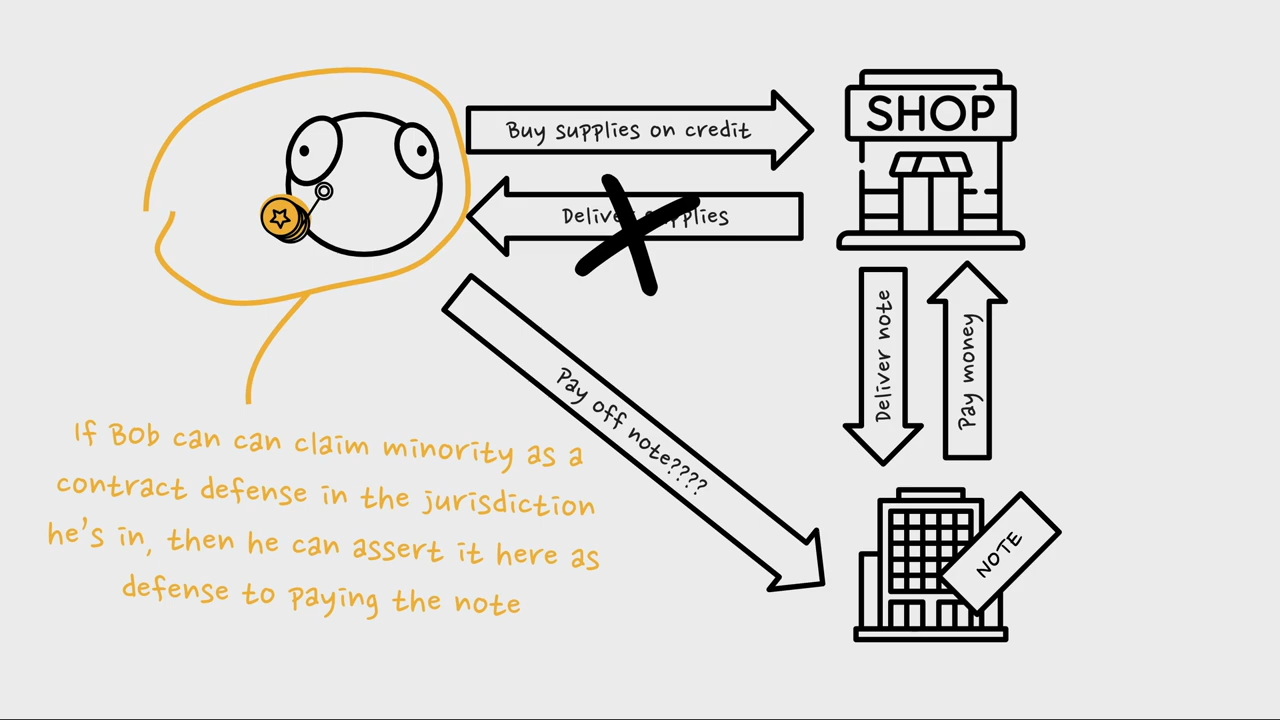 Buy supplies on credit
SHOP
Deliver supplies
Deliver note
Pay money
Pay off note????
NOTE
If Bob can can claim minority as a
contract defense in the jurisdiction
he's in, then he can assert it here as
defense to paying the note